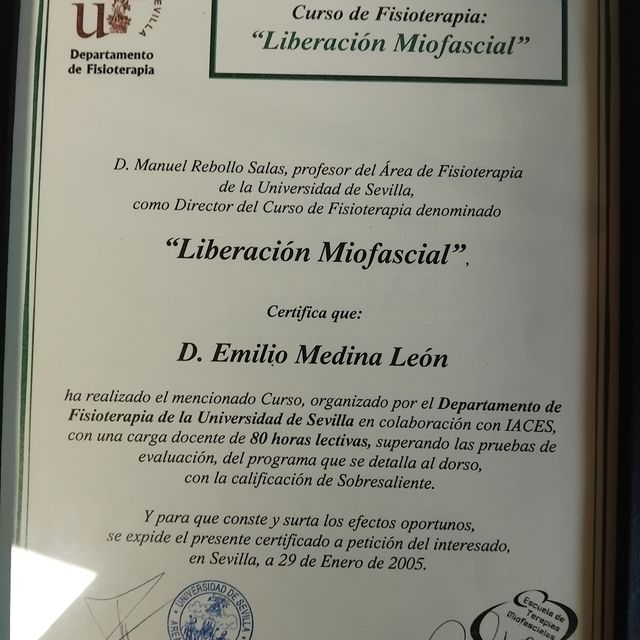 SEVILLA
Departamento
de Fisioterapia
Curso de Fisioterapia:
“Liberación Miofascial”
D. Manuel Rebollo Salas, profesor del Área de Fisioterapia
de la Universidad de Sevilla,
como Director del Curso de Fisioterapia denominado
“Liberación Miofascial”,
Certifica que:
D. Emilio Medina León
ha realizado el mencionado Curso, organizado por el Departamento de
Fisioterapia de la Universidad de Sevilla en colaboración con IACES,
con una carga docente de 80 horas lectivas, superando las pruebas de
evaluación, del programa que se detalla al dorso,
con la calificación de Sobresaliente.
Y para que conste y surta los efectos oportunos,
se expide el presente certificado a petición del interesado,
en Sevilla, a 29 de Enero de 2005.
UNIVERSIDAD DE SEVILLA
Escuela de
Terapias
Miofasciales